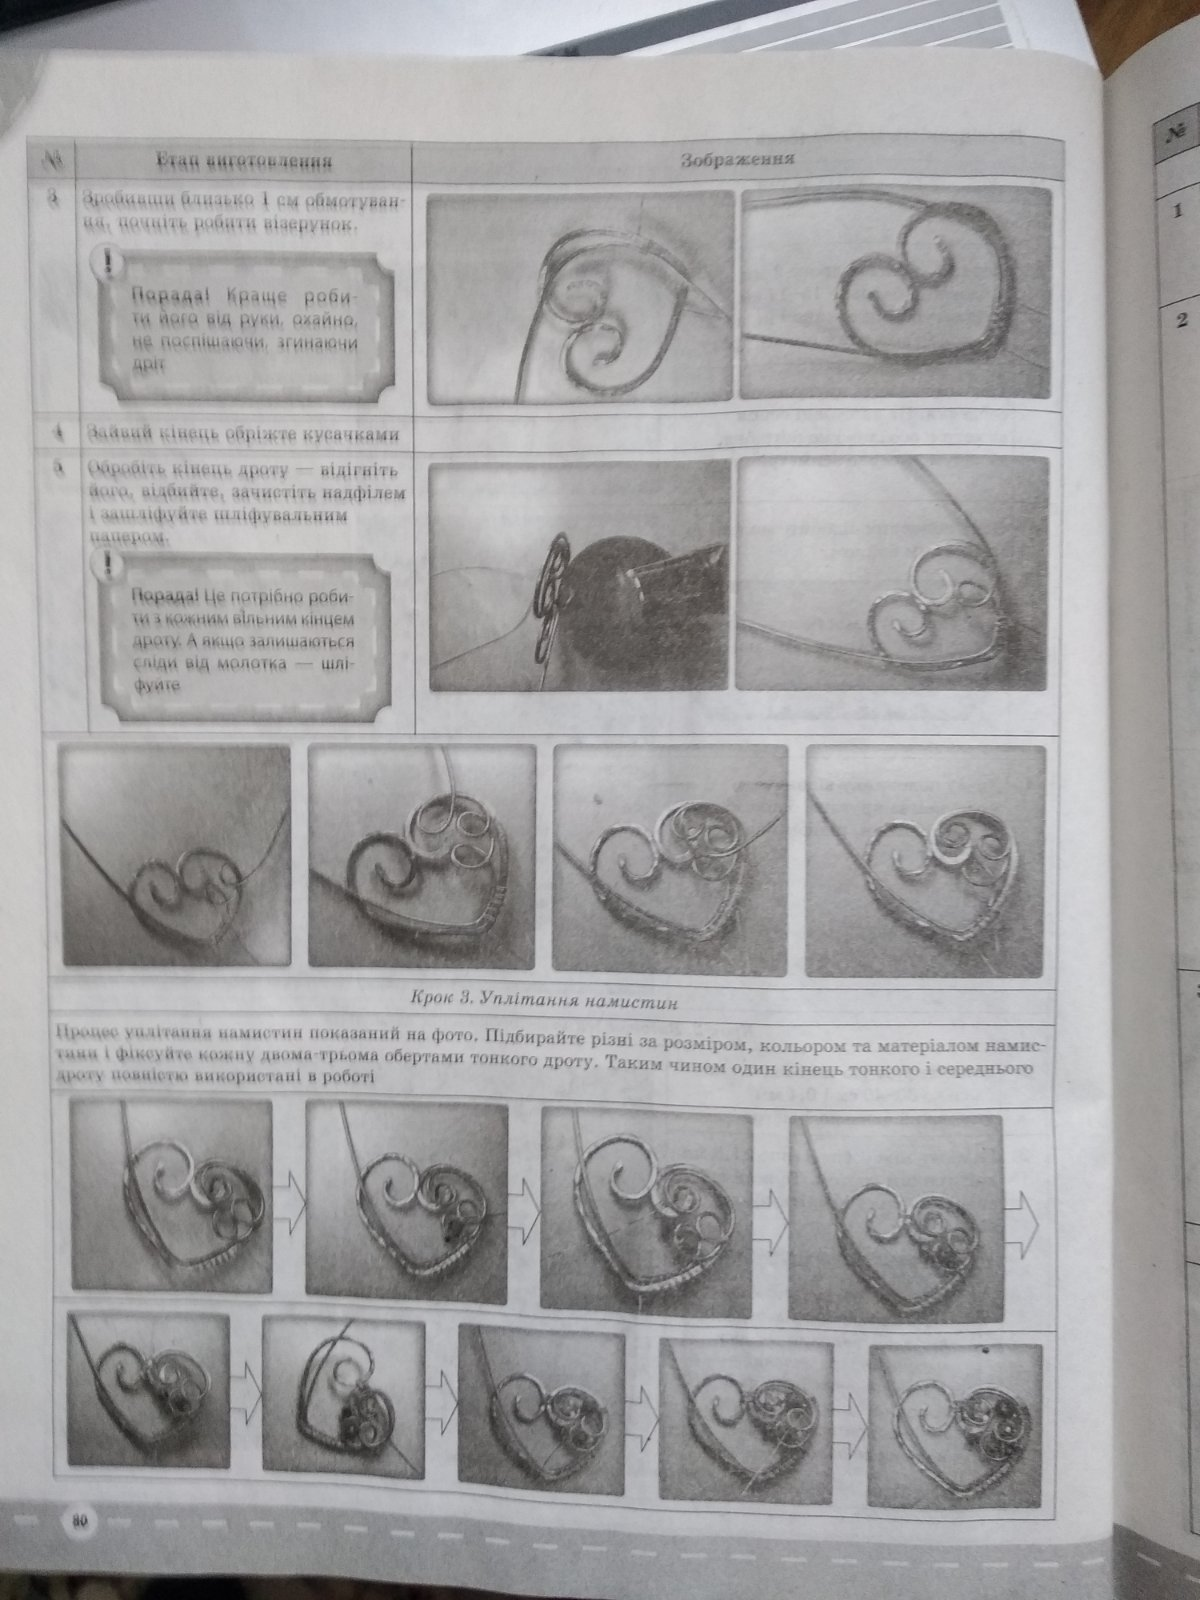 № Етап виготовлення Зображення
3 Зробивши близько 1 см обмотуван-
ня, почніть робити візерунок.
!
Порада! Краще роби-
ти його від руки, охайно,
не поспішаючи, згинаючи
дріт
4 Зайвий кінець обріжте кусачками
5 Обробіть кінець дроту — відігніть
його, відбийте, зачистіть надфілем
і зашліфуйте шліфувальним
папером.
!
Порада! Це потрібно роби-
ти з кожним вільним кінцем
дроту. А якщо залишаються
сліди від молотка — шлі-
фуйте
Крок 3. Уплітання намистин
Процес уплітання намистин показаний на фото. Підбирайте різні за розміром, кольором та матеріалом намис-
тини і фіксуйте кожну двома-трьома обертами тонкого дроту. Таким чином один кінець тонкого і середнього
дроту повністю використані в роботі
80
№
1
2